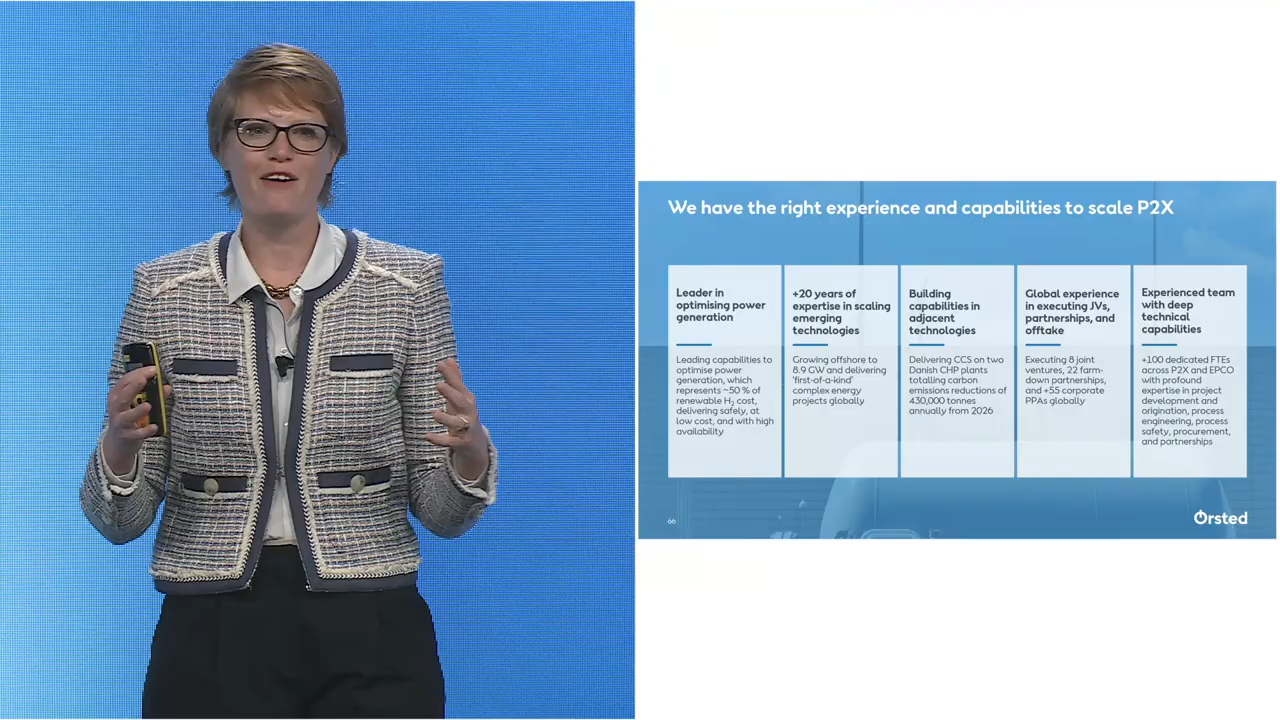 We have the right experience and capabilities to scale P2X
Leader in
optimising power
generation
Leading capabilities to
optimise power
generation, which
represents ~50 % of
renewable H₂ cost,
delivering safely, at
low cost, and with high
availability
+20 years of
expertise in scaling
emerging
technologies
Growing offshore to
8.9 GW and delivering
'first-of-a-kind'
complex energy
projects globally
Building
capabilities in
adjacent
technologies
Delivering CCS on two
Danish CHP plants
totalling carbon
emissions reductions of
430,000 tonnes
annually from 2026
Global experience
in executing JVs,
partnerships, and
offtake
Executing 8 joint
ventures, 22 farm-
down partnerships,
and +55 corporate
PPAs globally
Experienced team
with deep
technical
capabilities
+100 dedicated FTEs
across P2X and EPCO
with profound
expertise in project
development and
origination, process
engineering, process
safety, procurement,
and partnerships
66
Ørsted